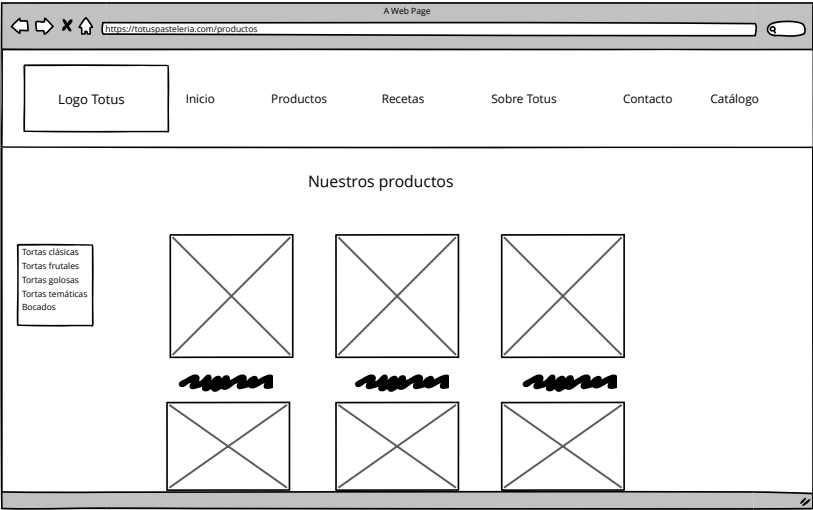 A Web Page
https://totuspasteleria.com/productos
Logo Totus
Inicio
Productos
Recetas
Sobre Totus
Contacto
Catálogo
Nuestros productos
Tortas clásicas
Tortas frutales
Tortas golosas
Tortas temáticas
Bocados